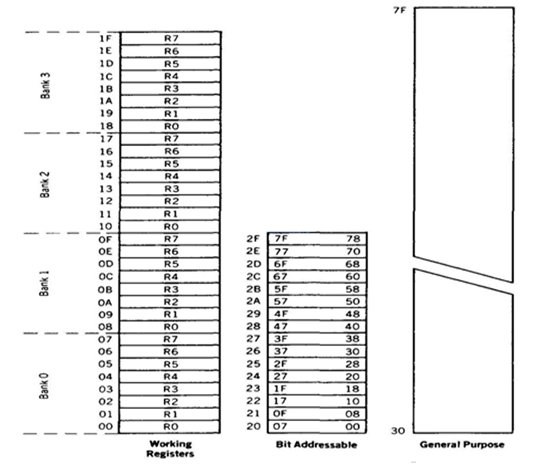 7F
1F R7
1E R6
1D R5
1C R4
1B R3
1A R2
19 R1
18 R0
Bank 3
17 R7
16 R6
15 R5
14 R4
13 R3
12 R2
11 R1
10 R0
Bank 2
0F R7
0E R6
0D R5
0C R4
0B R3
0A R2
09 R1
08 R0
Bank 1
07 R7
06 R6
05 R5
04 R4
03 R3
02 R2
01 R1
00 R0
Bank 0
Working
Registers
2F 7F 78
2E 77 70
2D 6F 68
2C 67 60
2B 5F 58
2A 57 50
29 4F 48
28 47 40
27 3F 38
26 37 30
25 2F 28
24 27 20
23 1F 18
22 17 10
21 0F 08
20 07 00
Bit Addressable
30
General Purpose